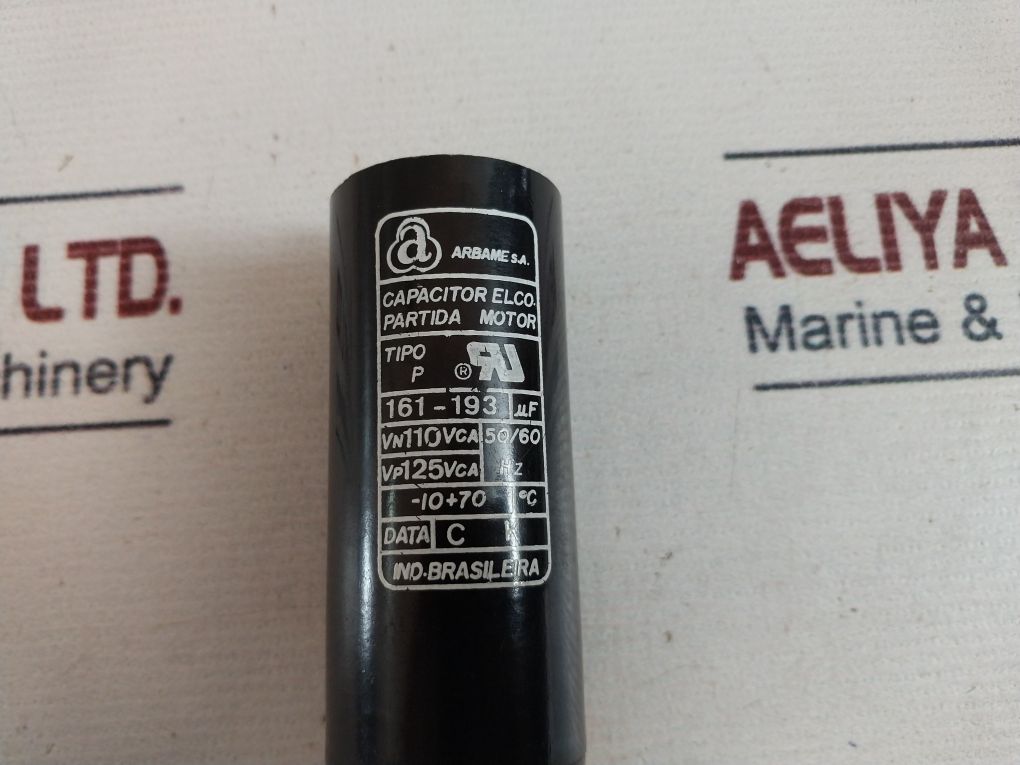 LTD.
hinery
AELIYA
Marine &
a ARBAME S.A.
CAPACITOR ELCO.
PARTIDA MOTOR
TIPO
P ®
161-193 µF
VN110VCA 50/60
VP125VCA HZ
-10+70 °C
DATA C K
IND.BRASILEIRA